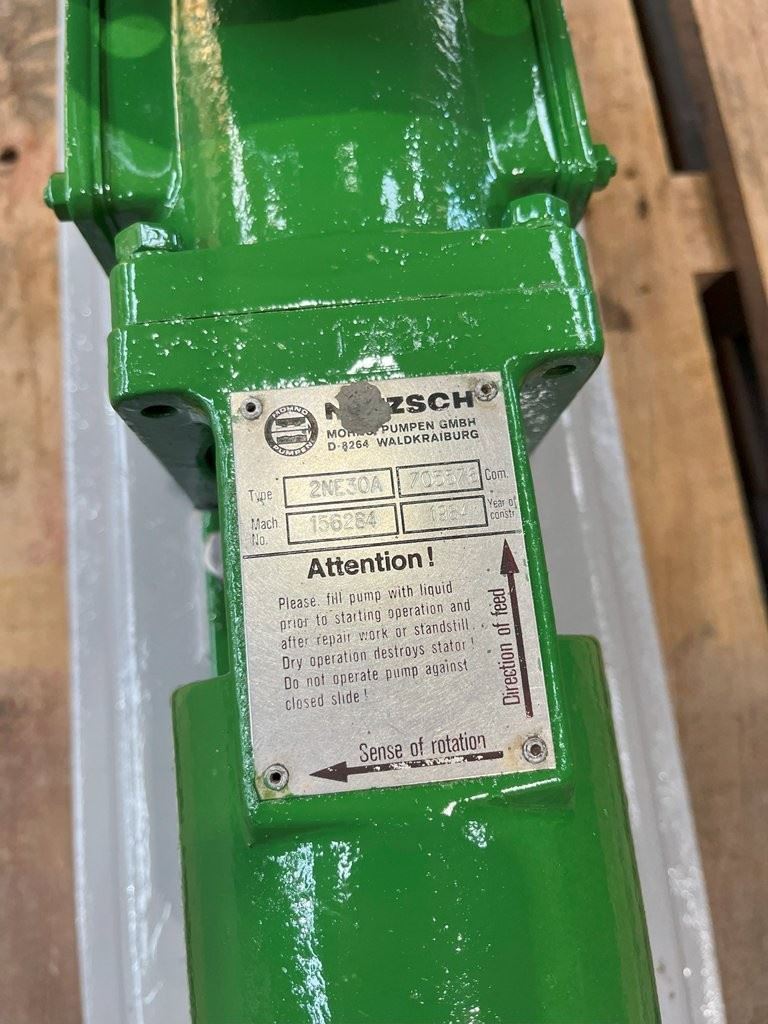 MOHNO
PUMPEN
PUMPEN GMBH
D-8264 WALDKRAIBURG
Type 2NE30A Com.
Mach. No. 156284 Year of constr.
Attention!
Please. fill pump with liquid
prior to starting operation and
after repair work or standstill.
Dry operation destroys stator!
Do not operate pump against
closed slide!
Direction of feed
Sense of rotation